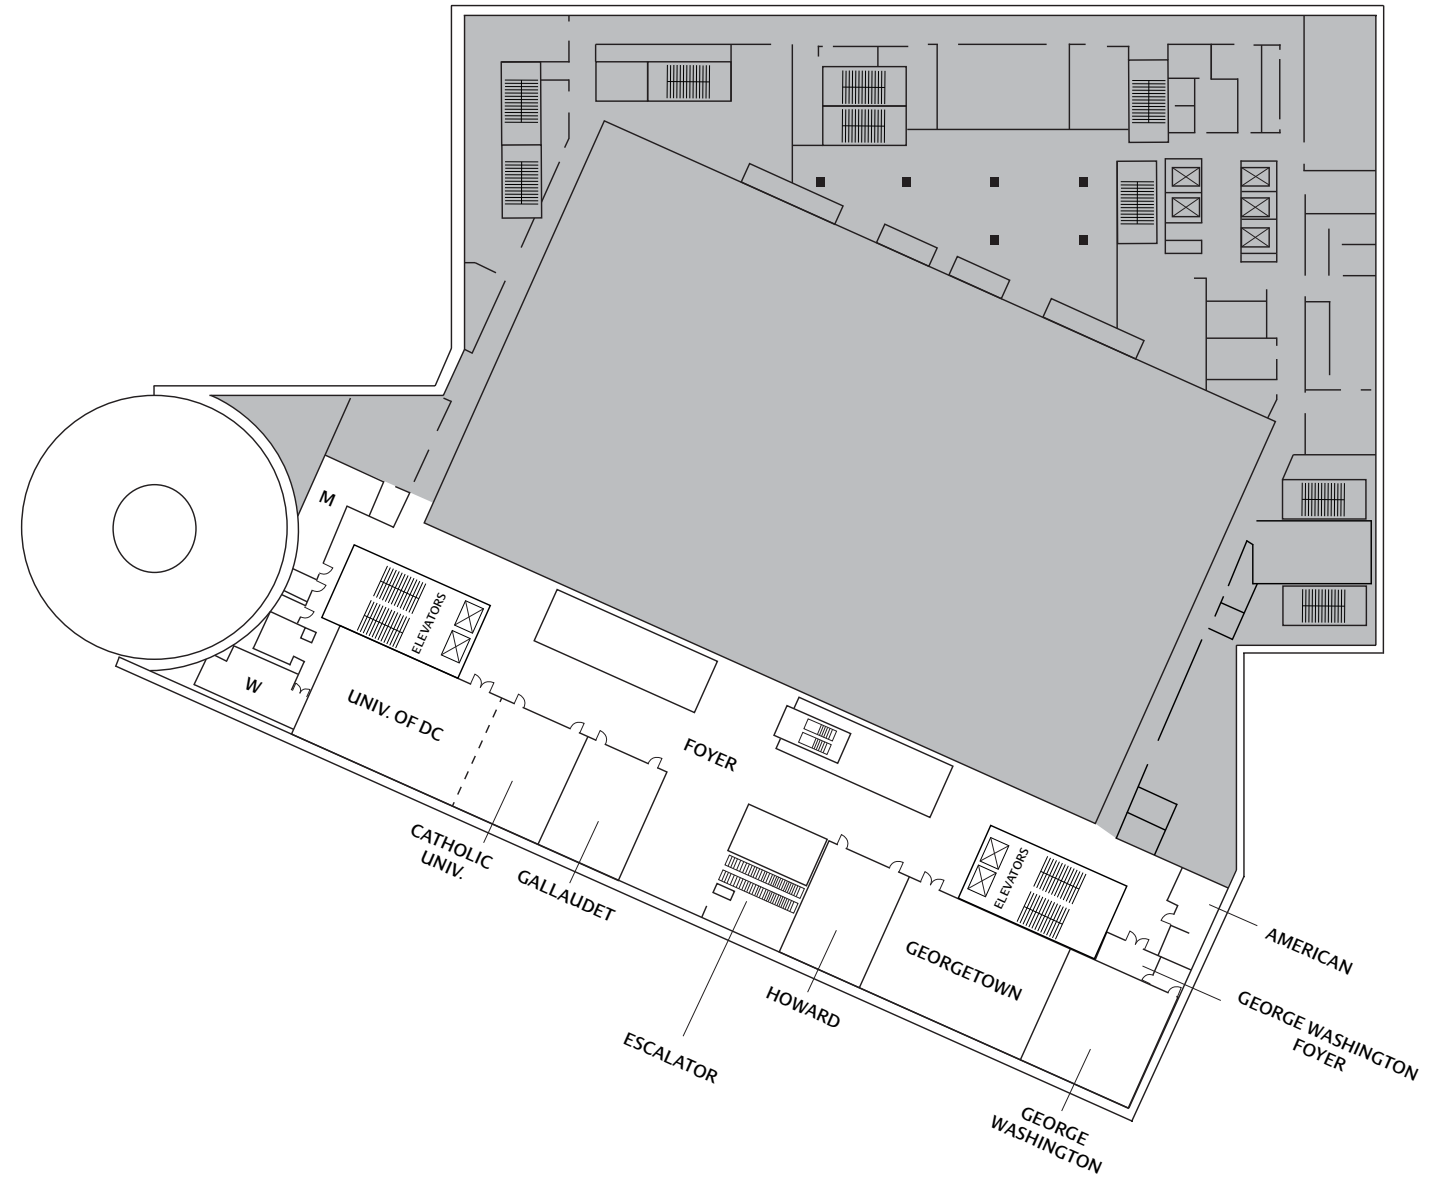 M
ELEVATORS
W
UNIV. OF DC
FOYER
CATHOLIC
UNIV.
GALLAUDET
ELEVATORS
GEORGETOWN
AMERICAN
HOWARD
GEORGE WASHINGTON
FOYER
ESCALATOR
GEORGE
WASHINGTON